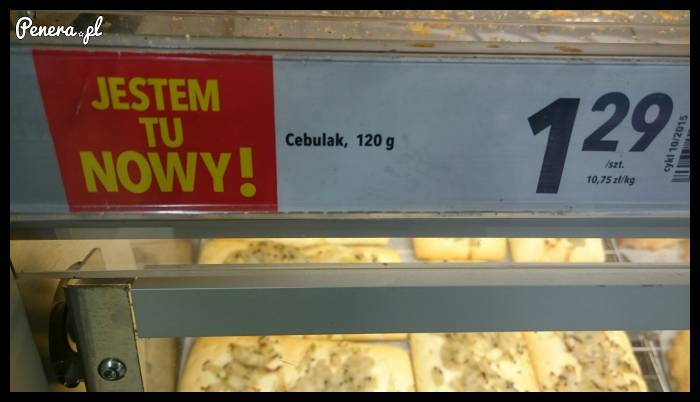 Penera.pl
JESTEM
TU
NOWY!
Cebulak, 120 g
1 29
/szt.
10,75 zł/kg
cykl 10/2015